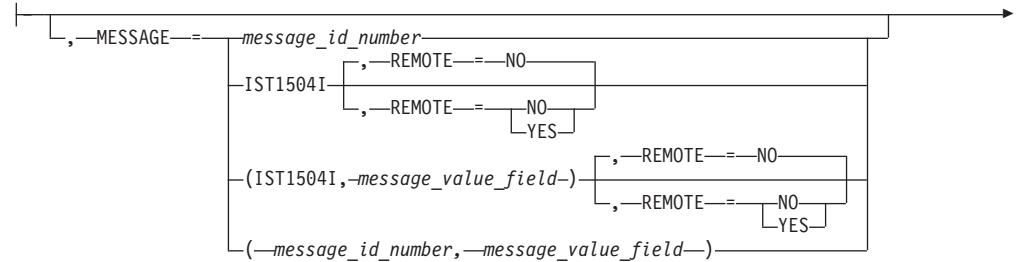 , MESSAGE = message_id_number
, REMOTE = NO
IST1504I
, REMOTE = NO
YES
, REMOTE = NO
(IST1504I, message_value_field )
, REMOTE = NO
YES
( message_id_number, message_value_field )